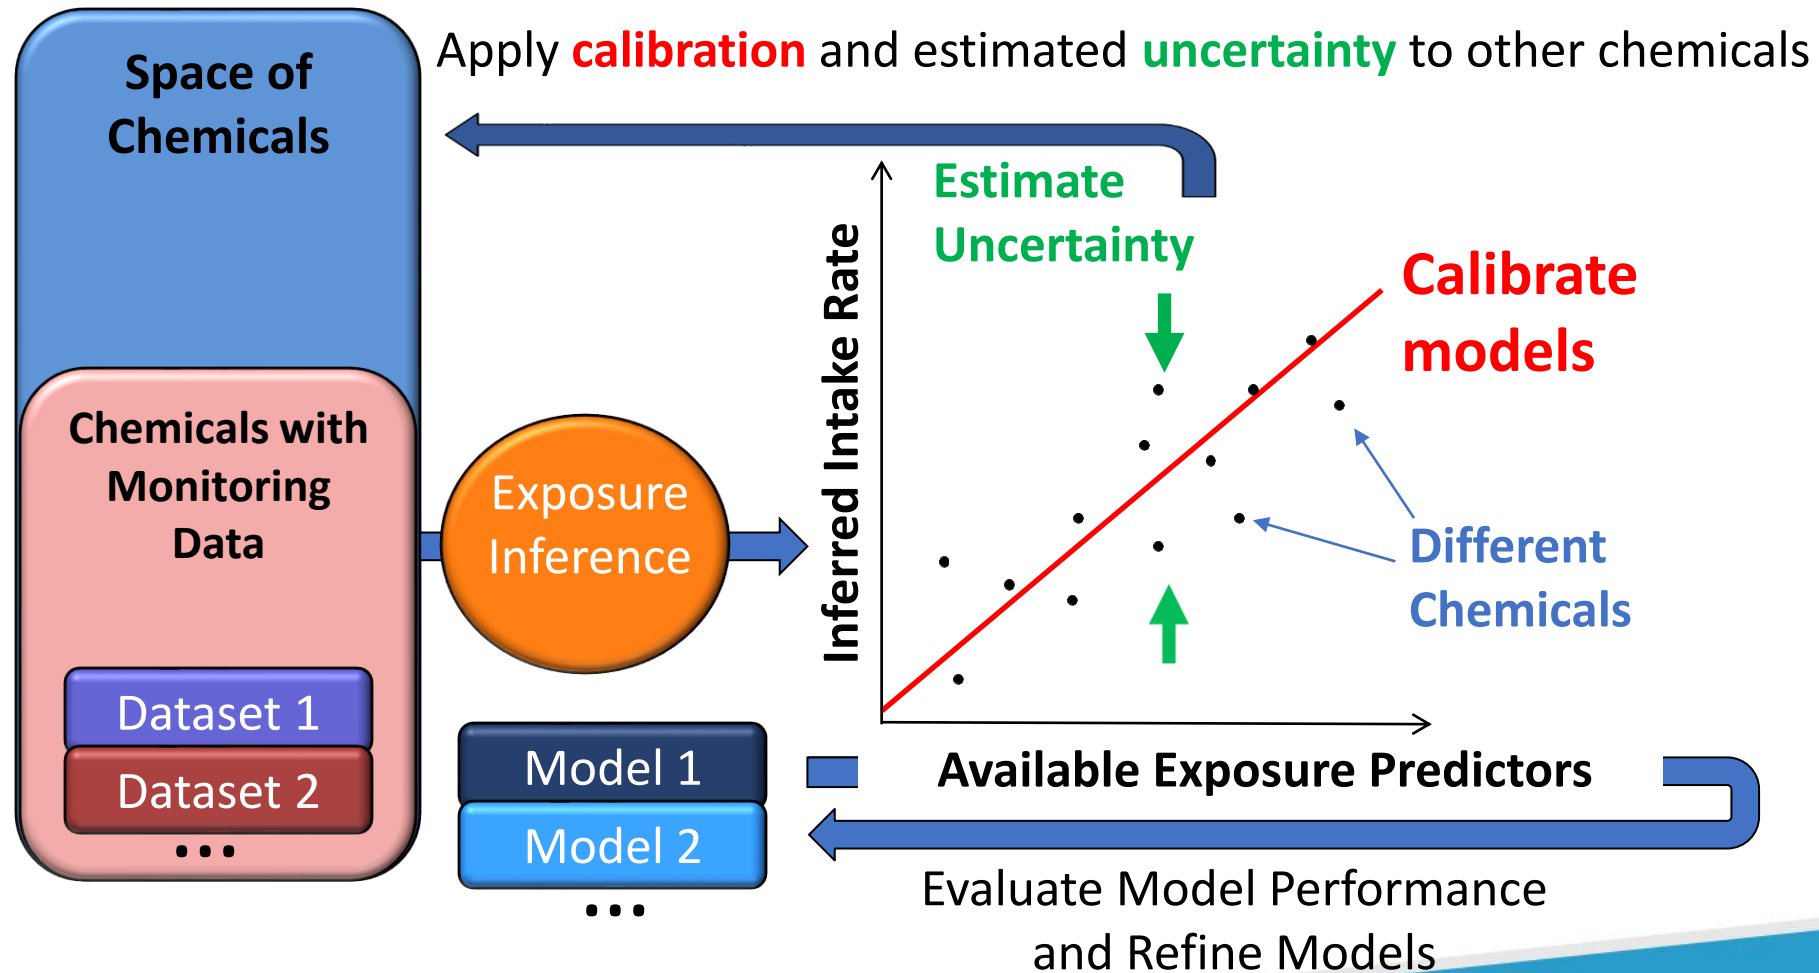 Apply calibration and estimated uncertainty to other chemicals
Space of
Chemicals
Chemicals with
Monitoring
Data
Dataset 1
Dataset 2
...
Exposure
Inference
Model 1
Model 2
...
Inferred Intake Rate
Estimate
Uncertainty
Calibrate
models
Different
Chemicals
Available Exposure Predictors
Evaluate Model Performance
and Refine Models